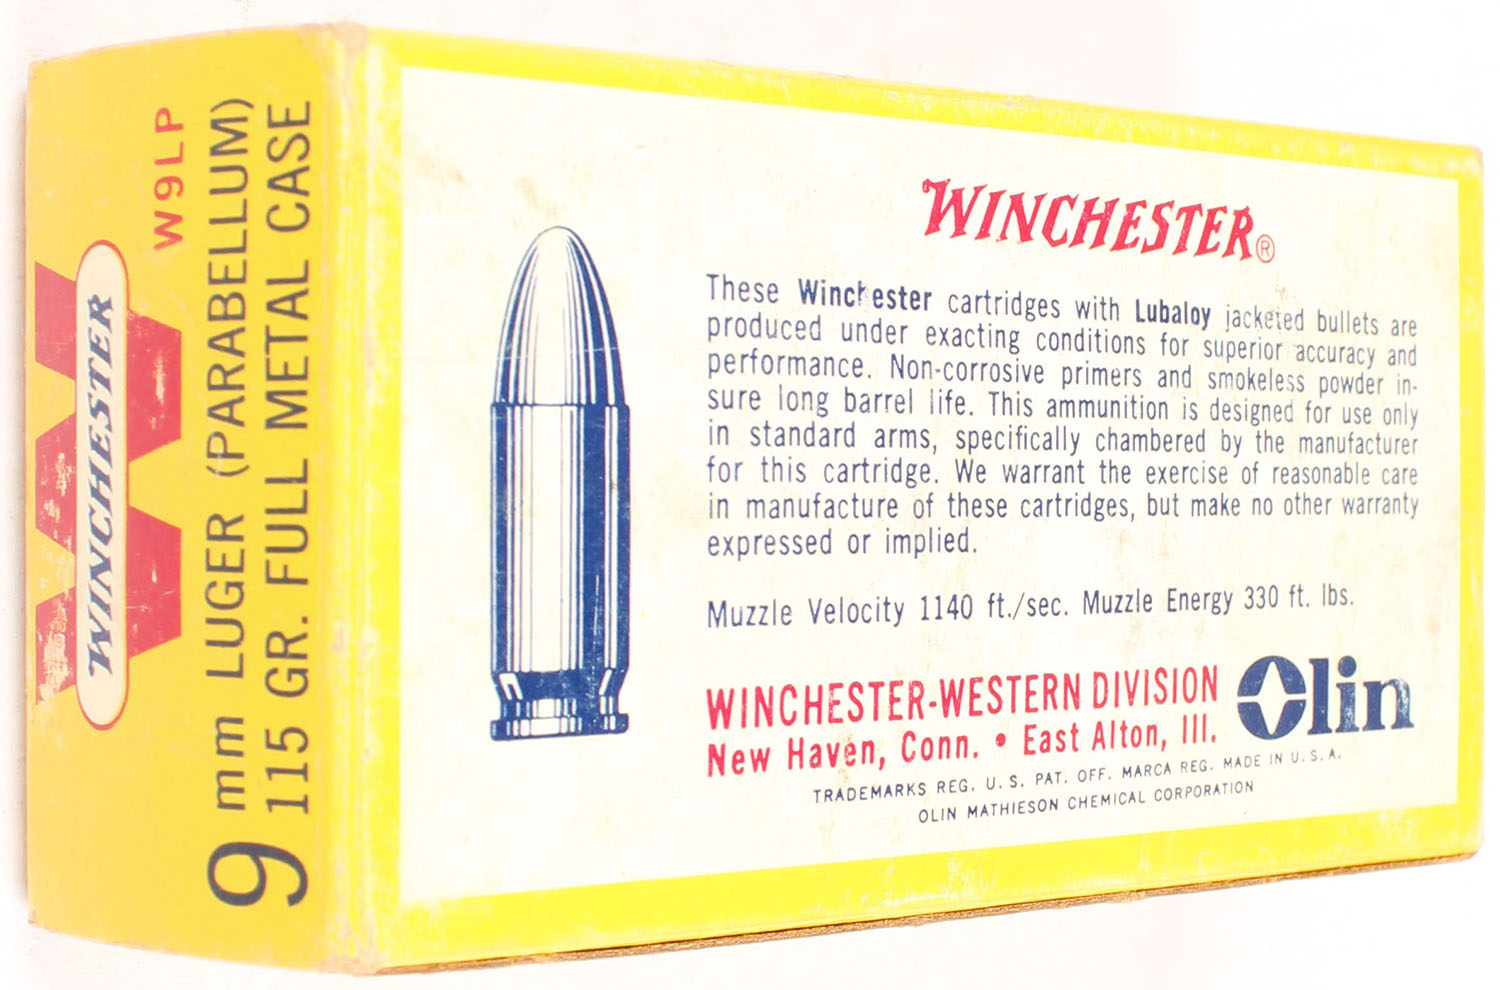 W9LP
WINCHESTER
9 mm LUGER (PARABELLUM)
115 GR. FULL METAL CASE
WINCHESTER®
These Winchester cartridges with Lubaloy jacketed bullets are
produced under exacting conditions for superior accuracy and
performance. Non-corrosive primers and smokeless powder in-
sure long barrel life. This ammunition is designed for use only
in standard arms, specifically chambered by the manufacturer
for this cartridge. We warrant the exercise of reasonable care
in manufacture of these cartridges, but make no other warranty
expressed or implied.
Muzzle Velocity 1140 ft./sec. Muzzle Energy 330 ft. lbs.
WINCHESTER-WESTERN DIVISION
New Haven, Conn. • East Alton, Ill.
Olin
TRADEMARKS REG. U.S. PAT. OFF. MARCA REG. MADE IN U.S.A.
OLIN MATHIESON CHEMICAL CORPORATION